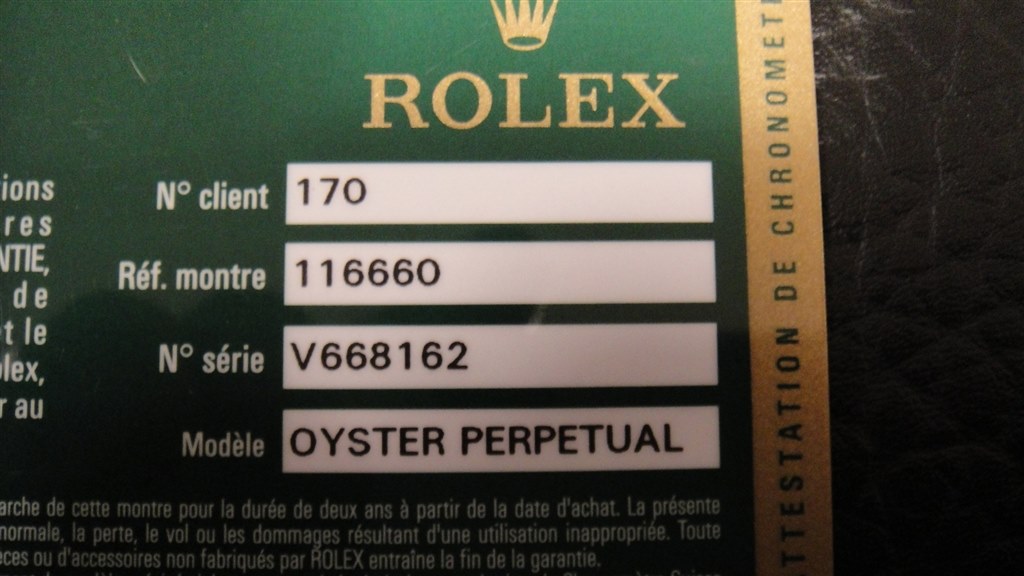 ROLEX
N° client 170
Réf. montre 116660
N° série V668162
Modèle OYSTER PERPETUAL
ions
res
NTIE,
de
et le
olex,
r au
arche de cette montre pour la durée de deux ans à partir de la date d'achat. La présente
normale, la perte, le vol ou les dommages résultant d'une utilisation inappropriée. Toute
èces ou d'accessoires non fabriqués par ROLEX entraîne la fin de la garantie.
TTESTATION DE CHRONOMET